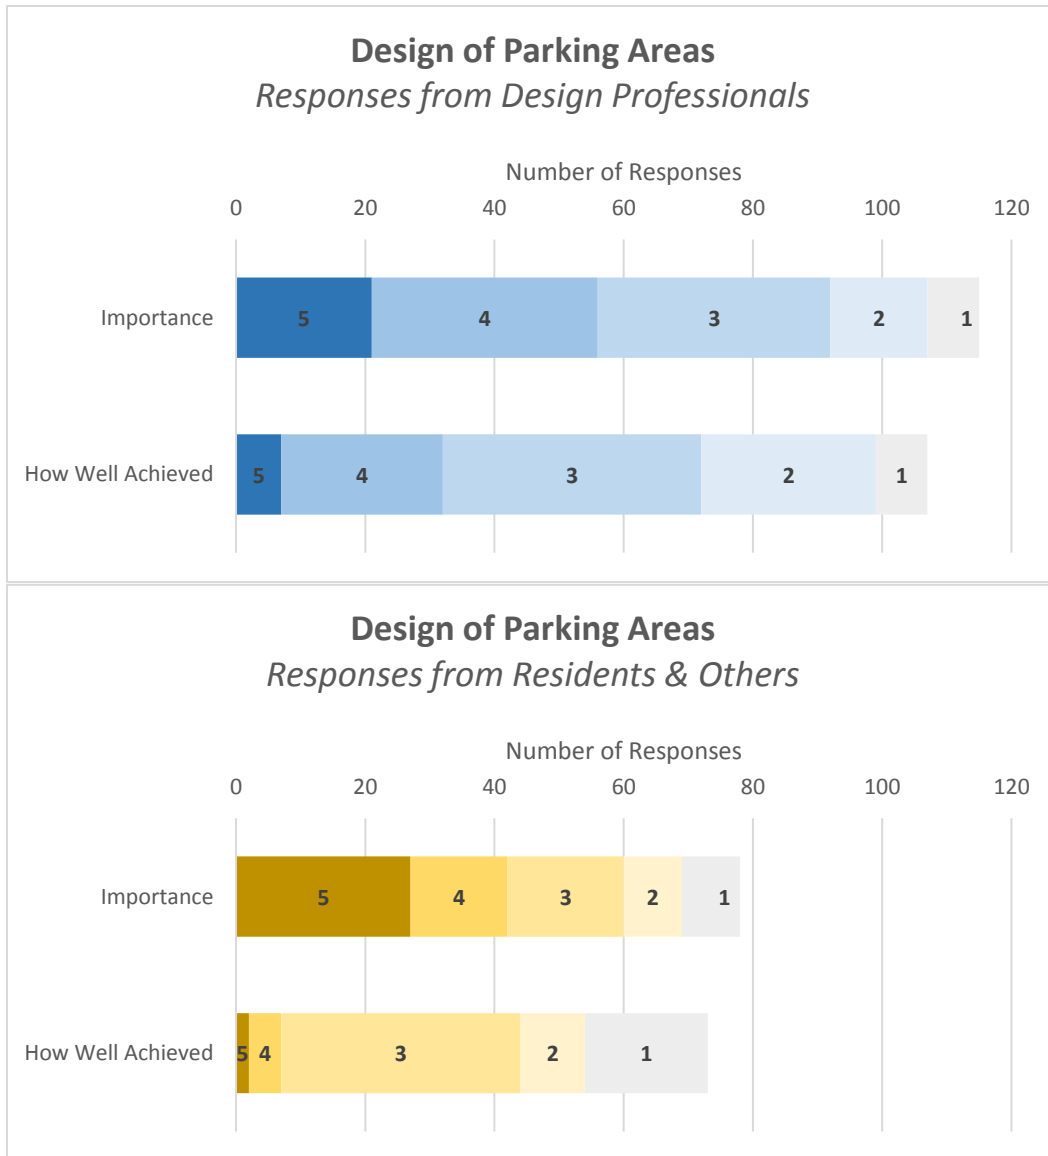 Design of Parking Areas
Responses from Design Professionals
Number of Responses
0 20 40 60 80 100 120
Importance 5 4 3 2 1
How Well Achieved 5 4 3 2 1
Design of Parking Areas
Responses from Residents & Others
Number of Responses
0 20 40 60 80 100 120
Importance 5 4 3 2 1
How Well Achieved 5 4 3 2 1